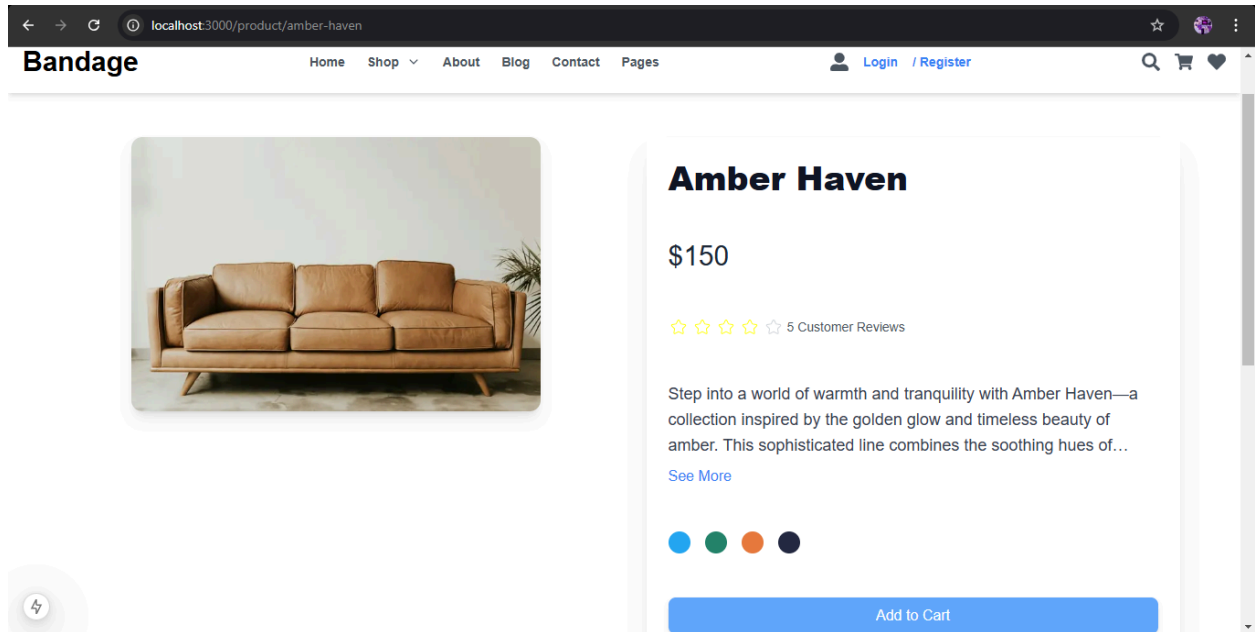 localhost:3000/product/amber-haven
Bandage
Home Shop About Blog Contact Pages
Login / Register
Amber Haven
$150
5 Customer Reviews
Step into a world of warmth and tranquility with Amber Haven—a
collection inspired by the golden glow and timeless beauty of
amber. This sophisticated line combines the soothing hues of…
See More
Add to Cart